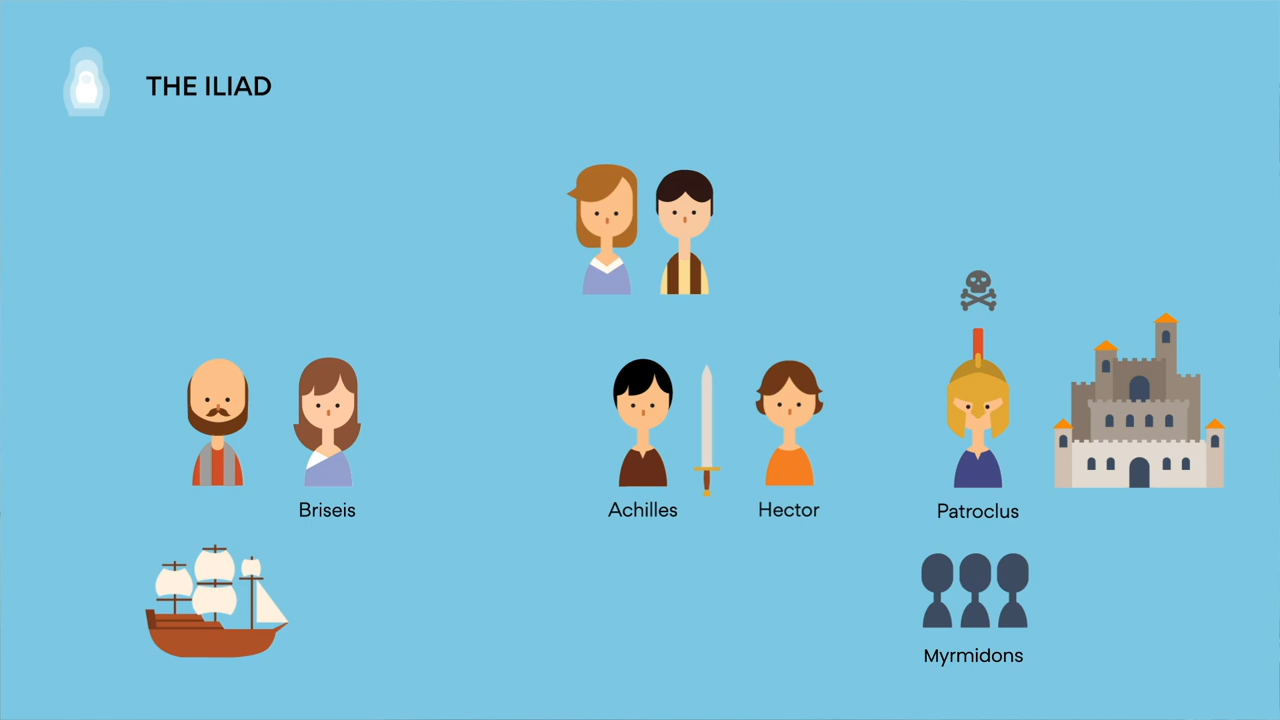 THE ILIAD
Briseis
Achilles
Hector
Patroclus
Myrmidons